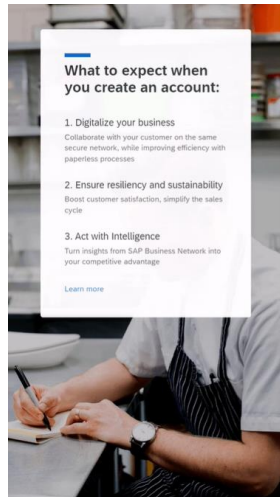 What to expect when
you create an account:
1. Digitalize your business
Collaborate with your customer on the same
secure network, while improving efficiency with
paperless processes
2. Ensure resiliency and sustainability
Boost customer satisfaction, simplify the sales
cycle
3. Act with Intelligence
Turn insights from SAP Business Network into
your competitive advantage
Learn more